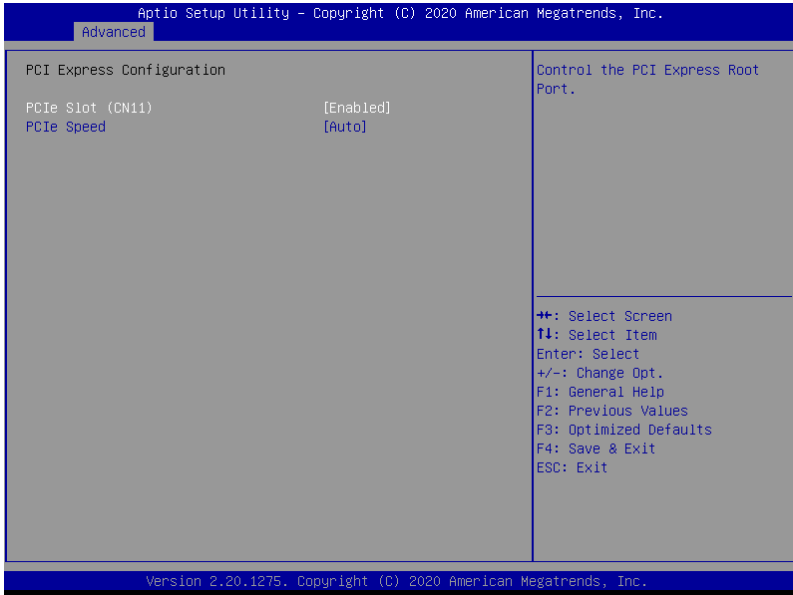 Aptio Setup Utility – Copyright (C) 2020 American Megatrends, Inc.
Advanced
PCI Express Configuration
PCIe Slot (CN11) [Enabled]
PCIe Speed [Auto]
Control the PCI Express Root
Port.
→←: Select Screen
↑↓: Select Item
Enter: Select
+/-: Change Opt.
F1: General Help
F2: Previous Values
F3: Optimized Defaults
F4: Save & Exit
ESC: Exit
Version 2.20.1275. Copyright (C) 2020 American Megatrends, Inc.